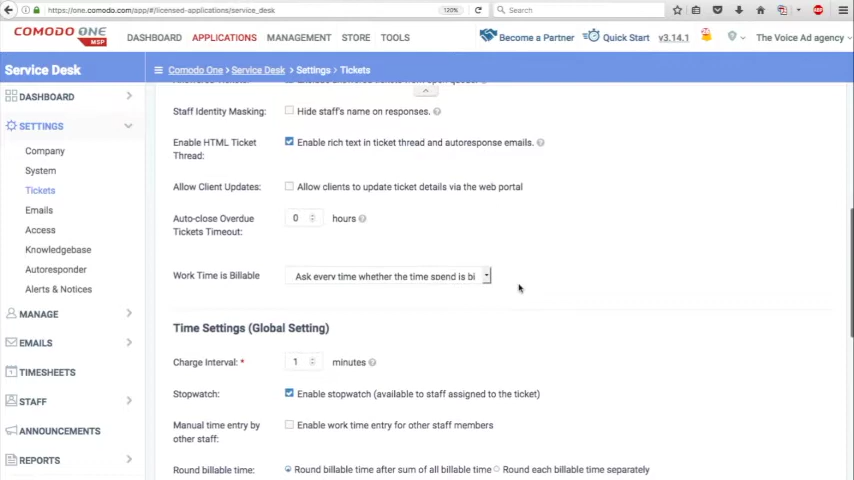 https://one.comodo.com/app/#/licensed-applications/service_desk
120%
Search
COMODO ONE
MSP
DASHBOARD
APPLICATIONS
MANAGEMENT
STORE
TOOLS
Become a Partner
Quick Start
v3.14.1
The Voice Ad agency
Service Desk
Comodo One > Service Desk > Settings > Tickets
DASHBOARD
SETTINGS
Company
System
Tickets
Emails
Access
Knowledgebase
Autoresponder
Alerts & Notices
MANAGE
EMAILS
TIMESHEETS
STAFF
ANNOUNCEMENTS
REPORTS
Staff Identity Masking:
Hide staff's name on responses.
Enable HTML Ticket
Thread:
Enable rich text in ticket thread and autoresponse emails.
Allow Client Updates:
Allow clients to update ticket details via the web portal
Auto-close Overdue
Tickets Timeout:
0
hours
Work Time is Billable
Ask every time whether the time spend is bi
Time Settings (Global Setting)
Charge Interval: *
1
minutes
Stopwatch:
Enable stopwatch (available to staff assigned to the ticket)
Manual time entry by
other staff:
Enable work time entry for other staff members
Round billable time:
Round billable time after sum of all billable time
Round each billable time separately